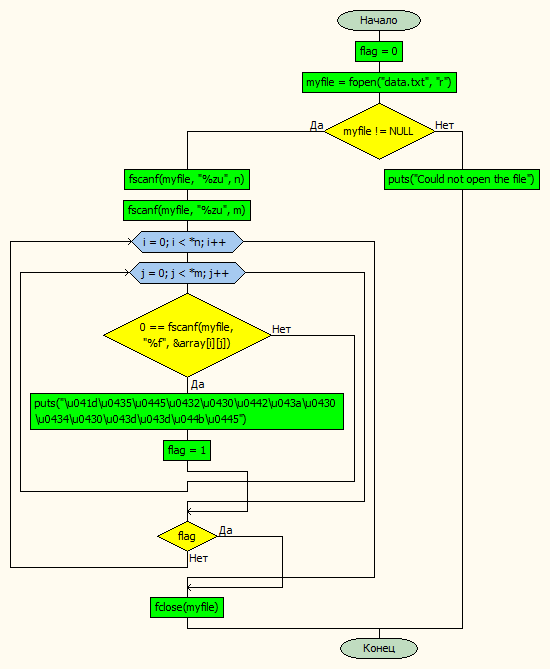 Начало
flag = 0
myfile = fopen("data.txt", "r")
myfile != NULL
Да
Нет
fscanf(myfile, "%zu", n)
puts("Could not open the file")
fscanf(myfile, "%zu", m)
i = 0; i < *n; i++
j = 0; j < *m; j++
0 == fscanf(myfile,
"%f", &array[i][j])
Нет
Да
puts("\u041d\u0435\u0445\u0432\u0430\u0442\u043a\u0430
\u0434\u0430\u043d\u043d\u044b\u0445")
flag = 1
flag
Да
Нет
fclose(myfile)
Конец